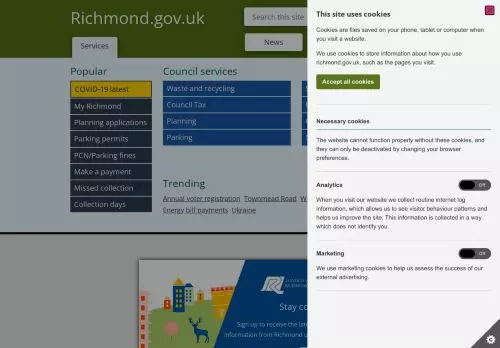 Richmond.gov.uk
Search this site
Services
News
Popular
COVID-19 latest
My Richmond
Planning applications
Parking permits
PCN/Parking fines
Make a payment
Missed collection
Collection days
Council services
Waste and recycling
Council Tax
Planning
Parking
Trending
Annual voter registration Townmead Road W
Energy bill payments Ukraine
Stay co
Sign up to receive the late
information from Richmond
This site uses cookies
Cookies are files saved on your phone, tablet or computer when
you visit a website.
We use cookies to store information about how you use
richmond.gov.uk, such as the pages you visit.
Accept all cookies
Necessary cookies
The website cannot function properly without these cookies, and
they can only be deactivated by changing your browser
preferences.
Analytics
Off
When you visit our website we collect routine internet log
information, which allows us to see visitor behaviour patterns and
helps us improve the site. This information is collected in a way
which does not identify you.
Marketing
Off
We use marketing cookies to help us assess the success of our
external advertising.